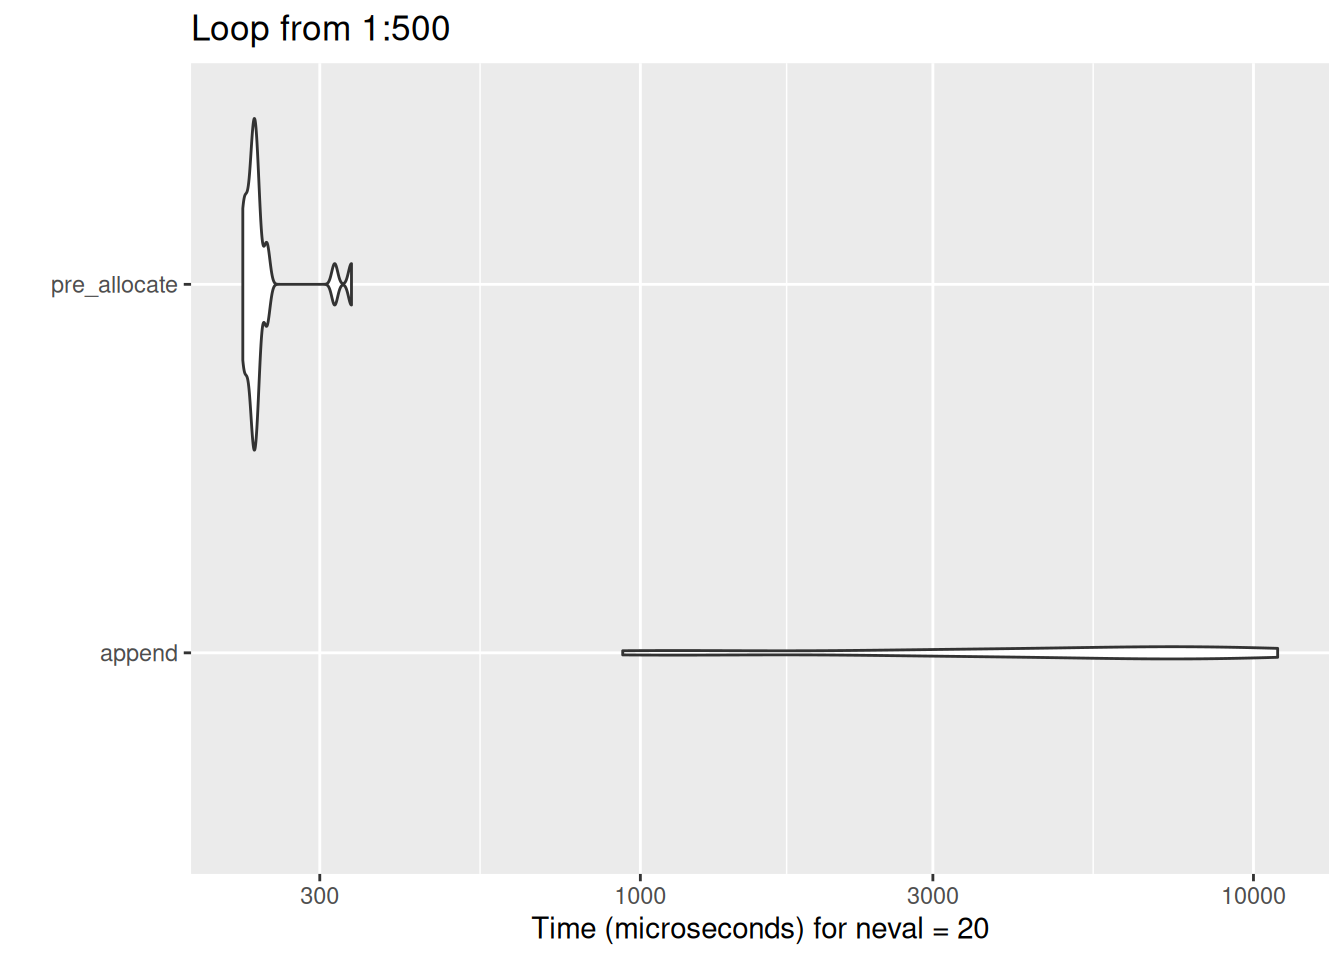 Loop from 1:500
pre_allocate
append
300 1000 3000 10000
Time (microseconds) for neval = 20